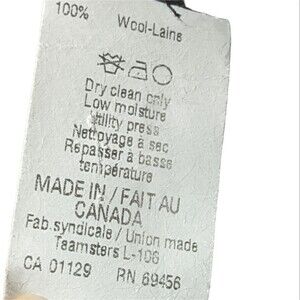 100% Wool-Laine
Dry clean only
Low moisture
utility press
Nettoyage à sec
Repasser à basse
température
MADE IN / FAIT AU
CANADA
Fab.syndicale / Union made
Teamsters L-106
CA 01129 RN 69456